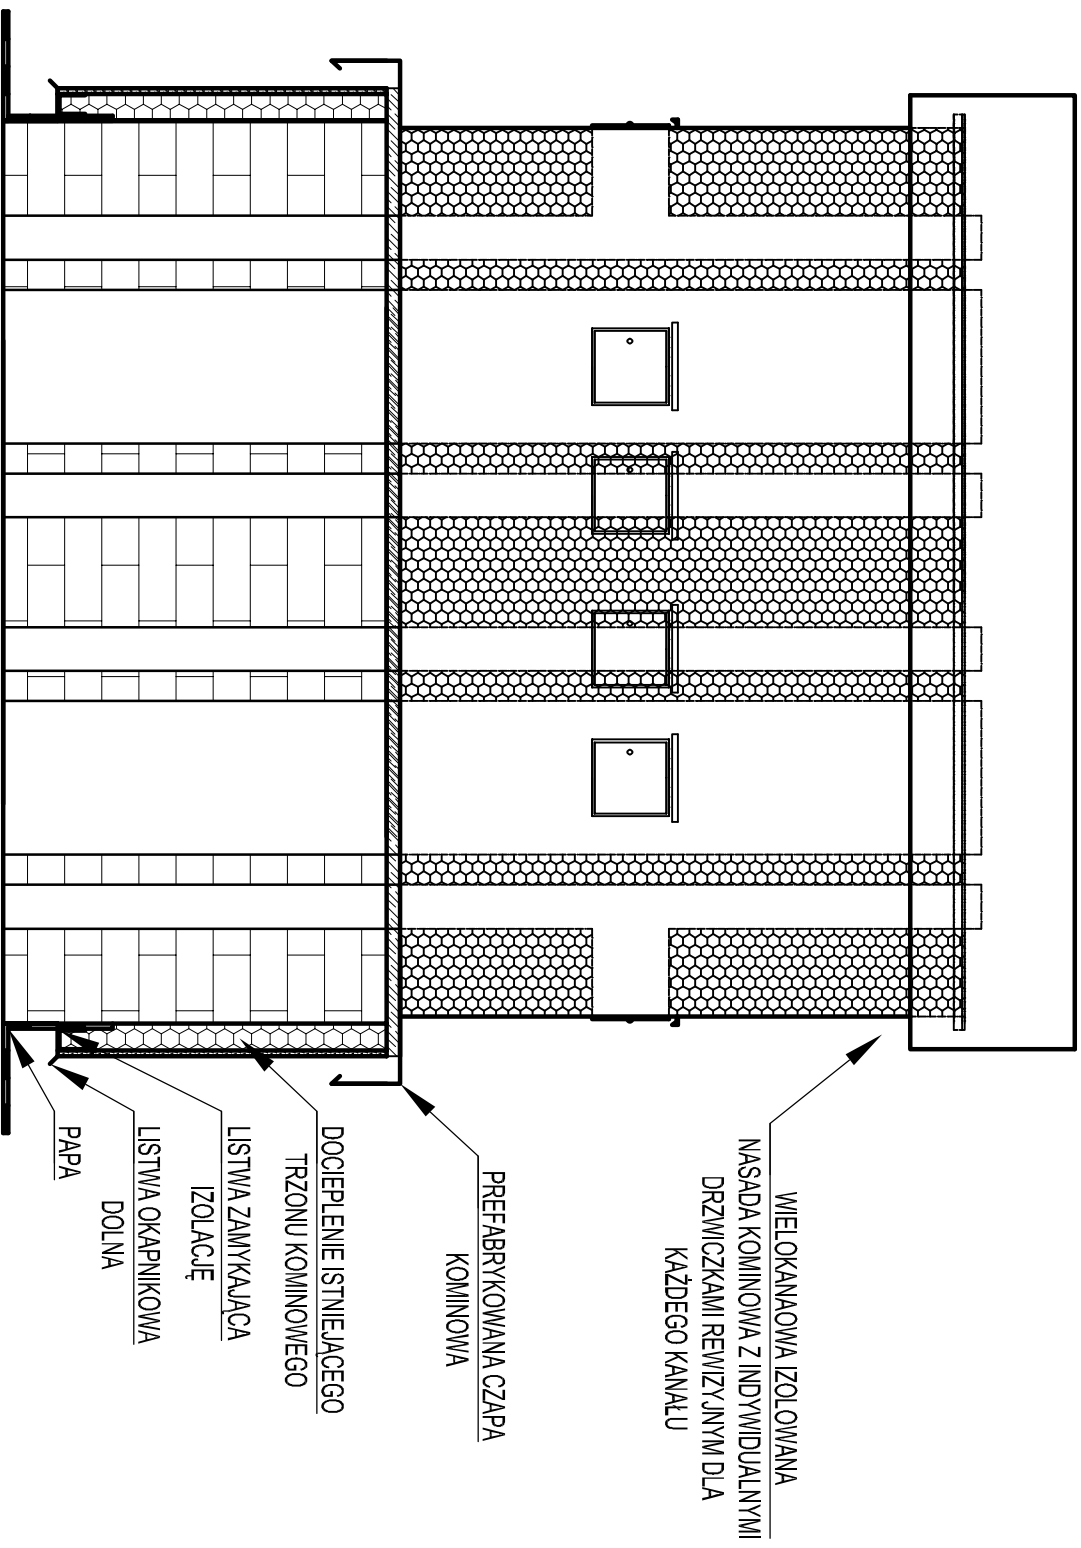 WIELOKANAOWA IZOLOWANA
NASADA KOMINOWA Z INDYWIDUALNYMI
DRZWICZKAMI REWIZYJNYM DLA
KAŻDEGO KANAŁU
PREFABRYKOWANA CZAPA
KOMINOWA
DOCIEPLENIE ISTNIEJĄCEGO
TRZONU KOMINOWEGO
LISTWA ZAMYKAJĄCA
IZOLACJĘ
LISTWA OKAPNIKOWA
DOLNA
PAPA